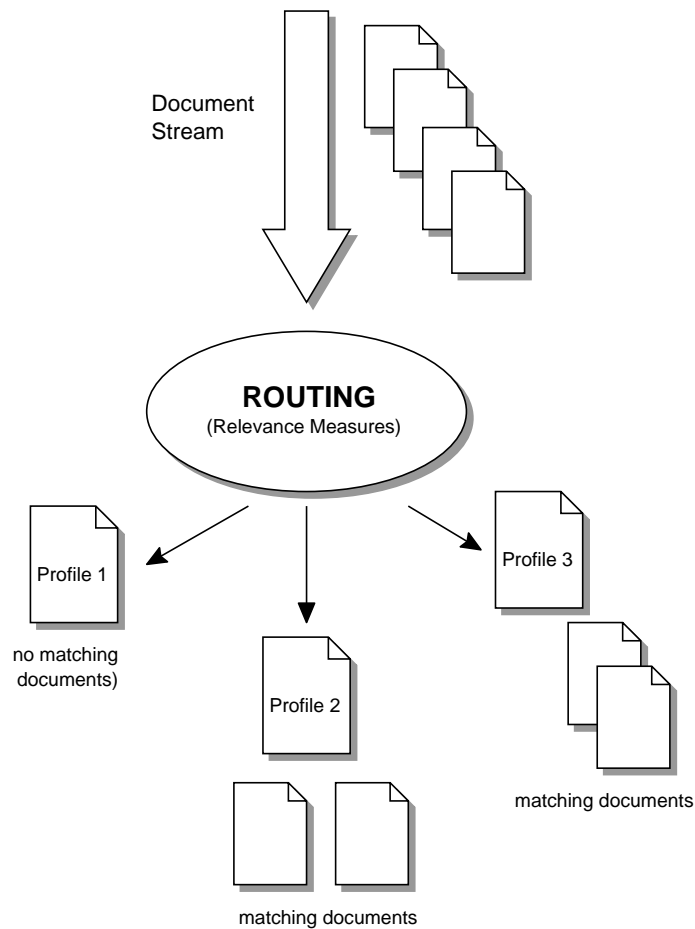 Document
Stream
ROUTING
(Relevance Measures)
Profile 1
no matching
documents)
Profile 2
matching documents
Profile 3
matching documents